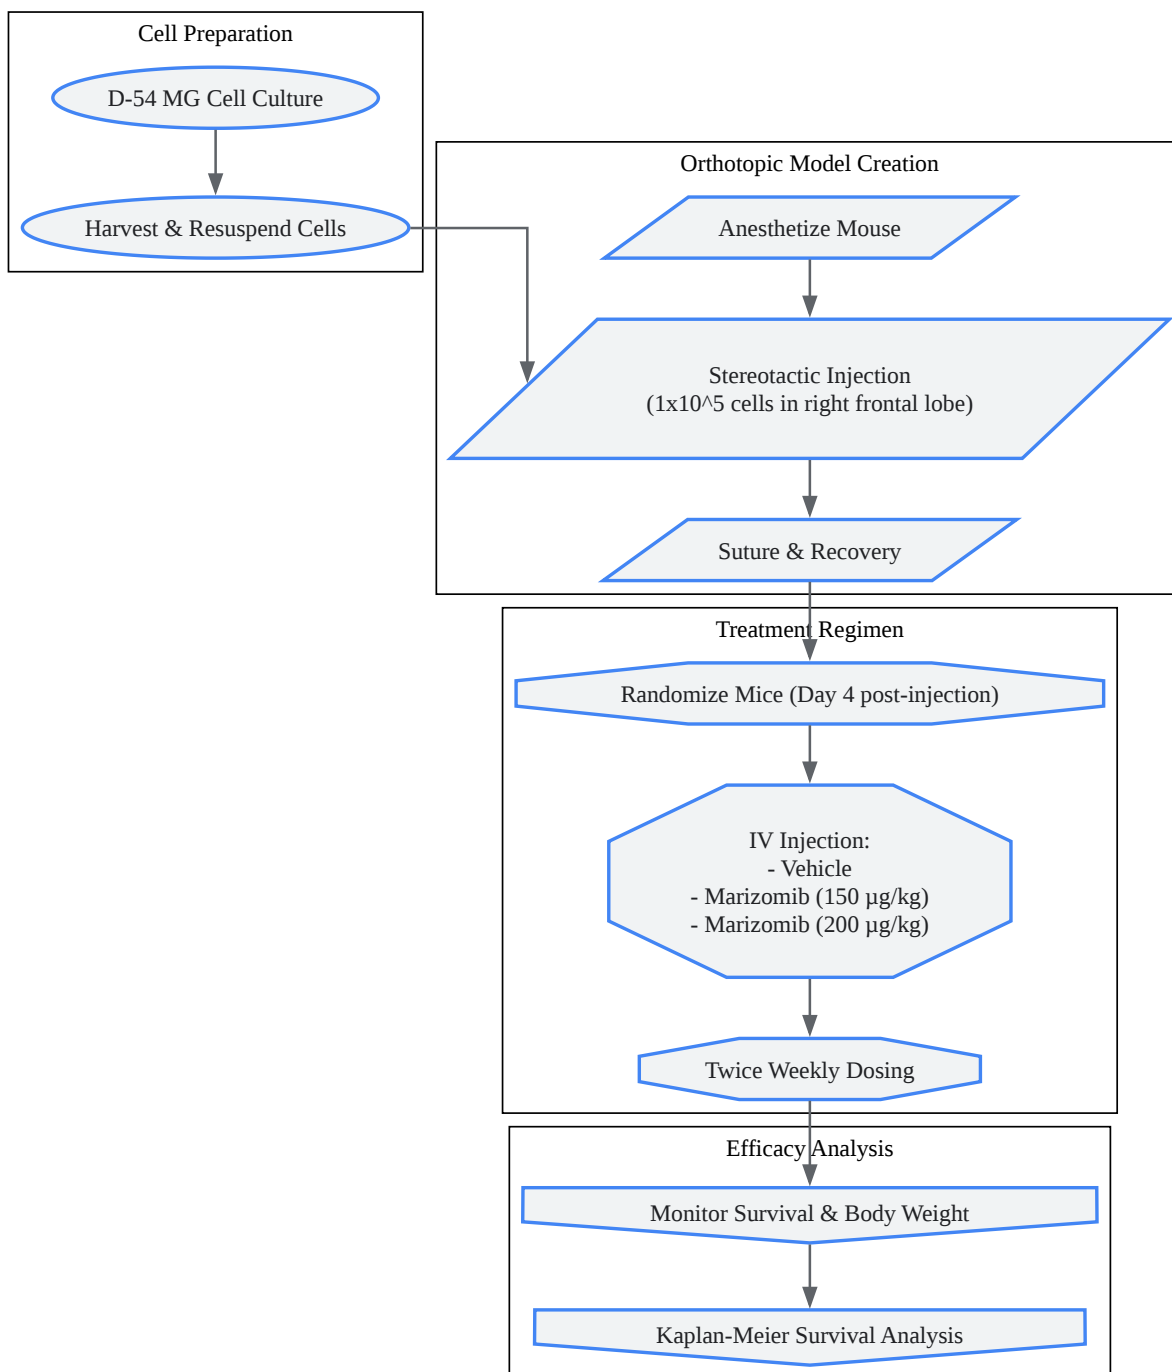 Cell Preparation
D-54 MG Cell Culture
Harvest & Resuspend Cells
Orthotopic Model Creation
Anesthetize Mouse
Stereotactic Injection
(1x10^5 cells in right frontal lobe)
Suture & Recovery
Treatment Regimen
Randomize Mice (Day 4 post-injection)
IV Injection:
- Vehicle
- Marizomib (150 µg/kg)
- Marizomib (200 µg/kg)
Twice Weekly Dosing
Efficacy Analysis
Monitor Survival & Body Weight
Kaplan-Meier Survival Analysis